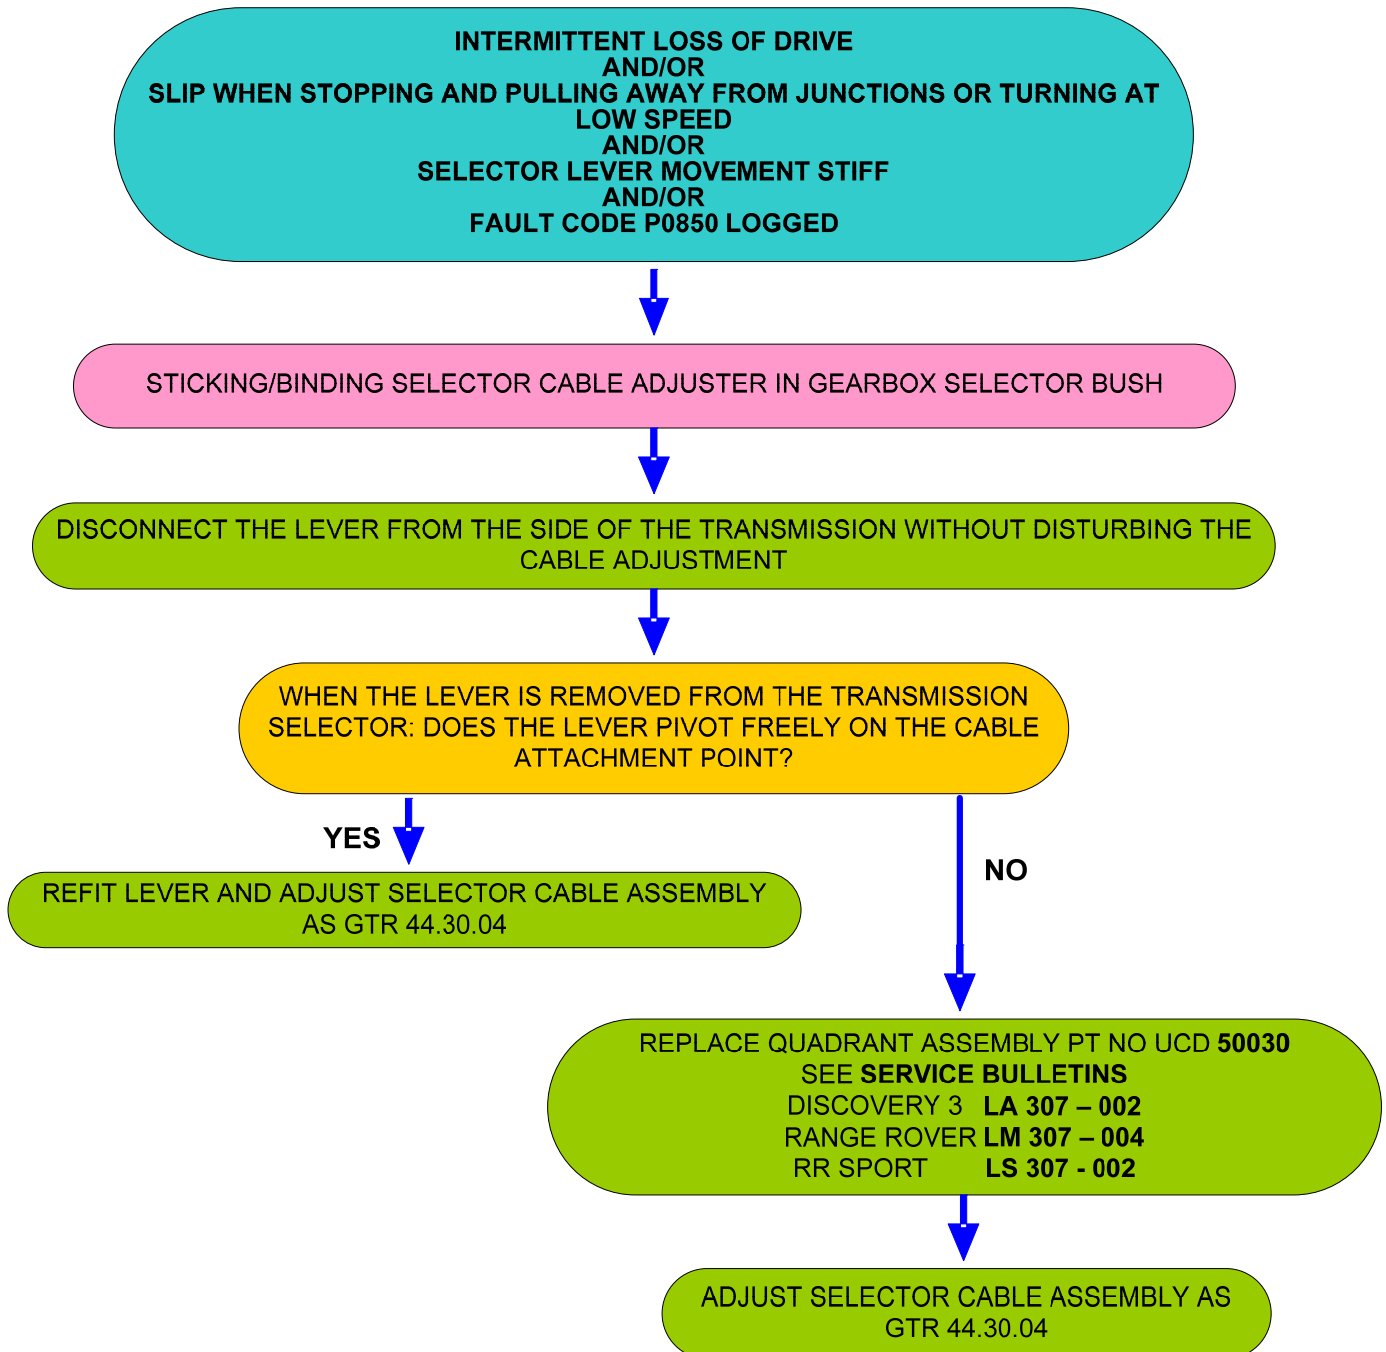 INTERMITTENT LOSS OF DRIVE
AND/OR
SLIP WHEN STOPPING AND PULLING AWAY FROM JUNCTIONS OR TURNING AT
LOW SPEED
AND/OR
SELECTOR LEVER MOVEMENT STIFF
AND/OR
FAULT CODE P0850 LOGGED
STICKING/BINDING SELECTOR CABLE ADJUSTER IN GEARBOX SELECTOR BUSH
DISCONNECT THE LEVER FROM THE SIDE OF THE TRANSMISSION WITHOUT DISTURBING THE
CABLE ADJUSTMENT
WHEN THE LEVER IS REMOVED FROM THE TRANSMISSION
SELECTOR: DOES THE LEVER PIVOT FREELY ON THE CABLE
ATTACHMENT POINT?
YES
REFIT LEVER AND ADJUST SELECTOR CABLE ASSEMBLY
AS GTR 44.30.04
NO
REPLACE QUADRANT ASSEMBLY PT NO UCD 50030
SEE SERVICE BULLETINS
DISCOVERY 3 LA 307 – 002
RANGE ROVER LM 307 – 004
RR SPORT LS 307 - 002
ADJUST SELECTOR CABLE ASSEMBLY AS
GTR 44.30.04